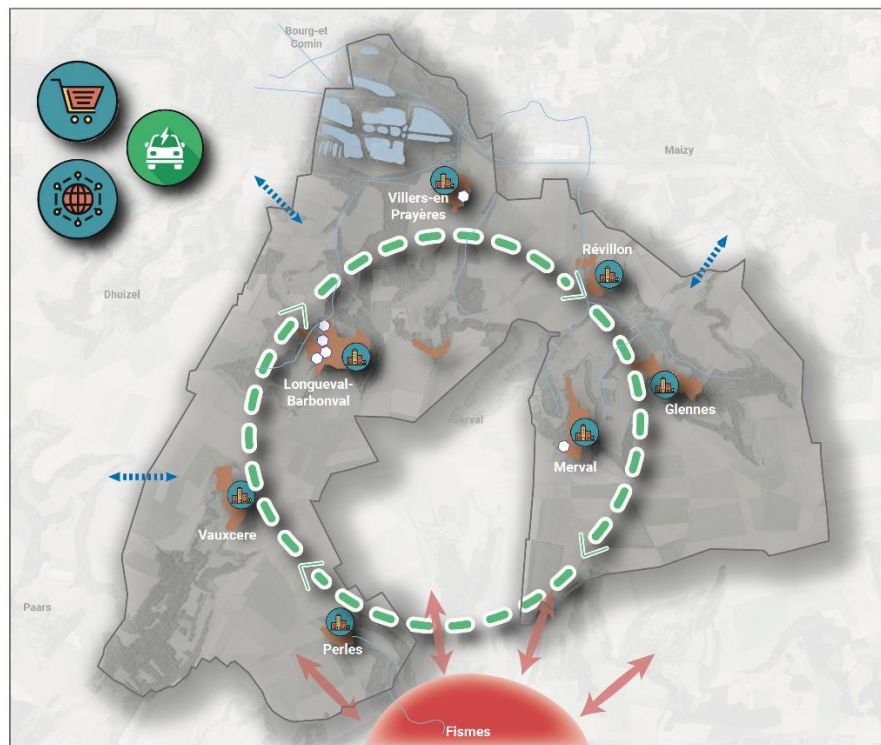 Bourg-et
Comin
Maizy
Villers-en
Prayères
Révillon
Dhuizel
Longueval-
Barbonval
Glennes
Merval
Vauxcere
Paars
Perles
Fismes